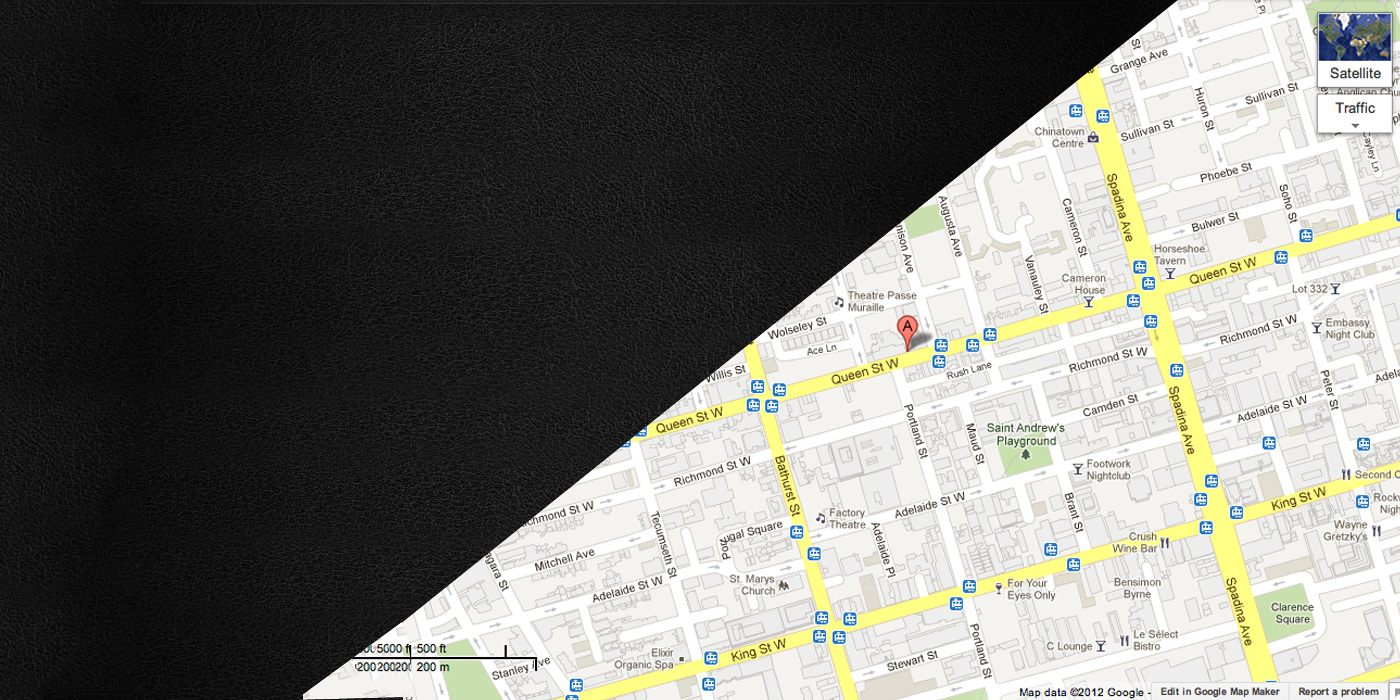 St
Grange Ave
Satellite
Traffic
Sullivan St
Huron St
Chinatown
Centre
Sullivan St
Cayley Ln
Phoebe St
Spadina Ave
Soho St
Bulwer St
Augusta Ave
Cameron St
Horseshoe
Tavern
Queen St W
Vanauley St
Cameron
House
Lot 332
Theatre Passe
Muraille
A
Wolseley St
Ace Ln
Richmond St W
Embassy
Night Club
Queen St W
Rush Lane
Richmond St W
Willis St
Peter St
Camden St
Adelaide St W
Queen St W
Portland St
Maud St
Saint Andrew's
Playground
Spadina Ave
Richmond St W
Bathurst St
Footwork
Nightclub
Adelaide St W
Brant St
King St W
Factory
Theatre
Tecumseth St
Adelaide Pl
Wayne
Gretzky's
Mitchell Ave
Crush
Wine Bar
St. Marys
Church
Adelaide St W
For Your
Eyes Only
Bensimon
Byrne
Spadina Ave
Clarence
Square
Portland St
King St W
Le Sélect
Bistro
C Lounge
Elixir
Organic Spa
Stewart St
500 ft
200 m
Stanley Ave
Map data ©2012 Google -
Edit in Google Map Maker
Report a problem